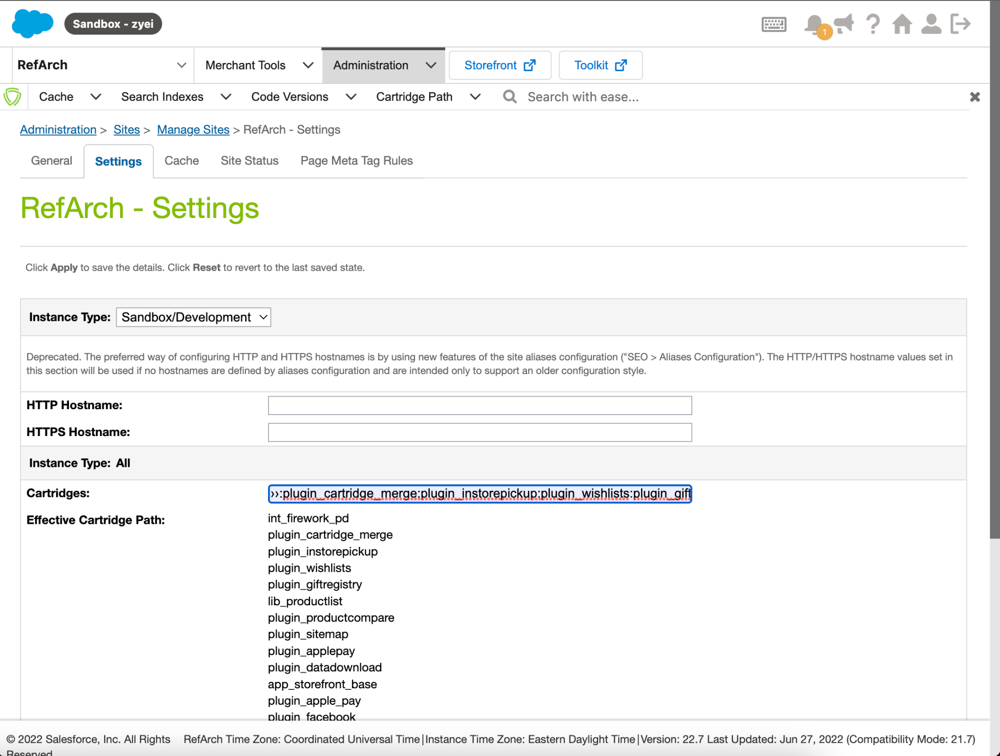 Sandbox - zyei
1
RefArch
Merchant Tools
Administration
Storefront
Toolkit
Cache
Search Indexes
Code Versions
Cartridge Path
Search with ease...
Administration > Sites > Manage Sites > RefArch - Settings
General
Settings
Cache
Site Status
Page Meta Tag Rules
RefArch - Settings
Click Apply to save the details. Click Reset to revert to the last saved state.
Instance Type: Sandbox/Development
Deprecated. The preferred way of configuring HTTP and HTTPS hostnames is by using new features of the site aliases configuration ("SEO > Aliases Configuration"). The HTTP/HTTPS hostname values set in
this section will be used if no hostnames are defined by aliases configuration and are intended only to support an older configuration style.
HTTP Hostname:
HTTPS Hostname:
Instance Type: All
Cartridges: ››:plugin_cartridge_merge:plugin_instorepickup:plugin_wishlists:plugin_gift
Effective Cartridge Path: int_firework_pd
plugin_cartridge_merge
plugin_instorepickup
plugin_wishlists
plugin_giftregistry
lib_productlist
plugin_productcompare
plugin_sitemap
plugin_applepay
plugin_datadownload
app_storefront_base
plugin_apple_pay
plugin_facebook
© 2022 Salesforce, Inc. All Rights
Reserved
RefArch Time Zone: Coordinated Universal Time|Instance Time Zone: Eastern Daylight Time|Version: 22.7 Last Updated: Jun 27, 2022 (Compatibility Mode: 21.7)